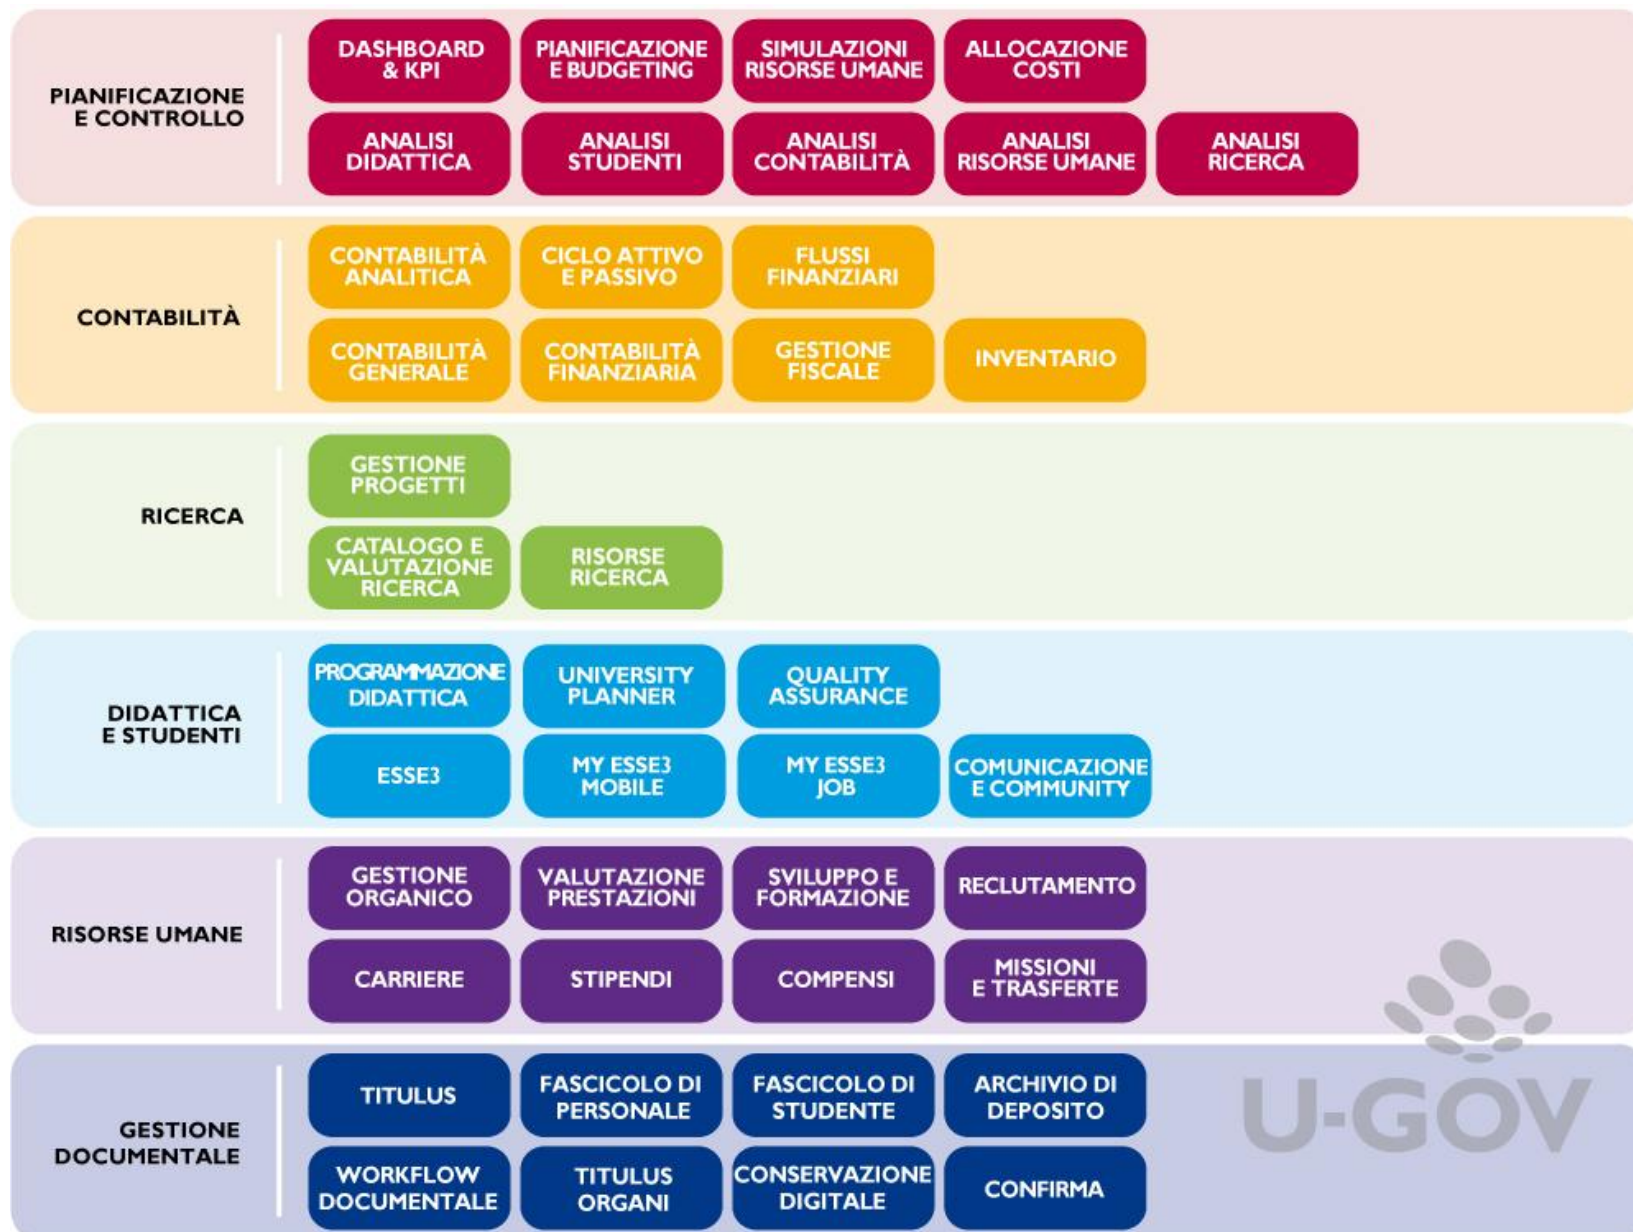 PIANIFICAZIONE
E CONTROLLO
DASHBOARD
& KPI
PIANIFICAZIONE
E BUDGETING
SIMULAZIONI
RISORSE UMANE
ALLOCAZIONE
COSTI
ANALISI
DIDATTICA
ANALISI
STUDENTI
ANALISI
CONTABILITÀ
ANALISI
RISORSE UMANE
ANALISI
RICERCA
CONTABILITÀ
CONTABILITÀ
ANALITICA
CICLO ATTIVO
E PASSIVO
FLUSSI
FINANZIARI
CONTABILITÀ
GENERALE
CONTABILITÀ
FINANZIARIA
GESTIONE
FISCALE
INVENTARIO
RICERCA
GESTIONE
PROGETTI
CATALOGO E
VALUTAZIONE
RICERCA
RISORSE
RICERCA
DIDATTICA
E STUDENTI
PROGRAMMAZIONE
DIDATTICA
UNIVERSITY
PLANNER
QUALITY
ASSURANCE
ESSE3
MY ESSE3
MOBILE
MY ESSE3
JOB
COMUNICAZIONE
E COMMUNITY
RISORSE UMANE
GESTIONE
ORGANICO
VALUTAZIONE
PRESTAZIONI
SVILUPPO E
FORMAZIONE
RECLUTAMENTO
CARRIERE
STIPENDI
COMPENSI
MISSIONI
E TRASFERTE
GESTIONE
DOCUMENTALE
TITULUS
FASCICOLO DI
PERSONALE
FASCICOLO DI
STUDENTE
ARCHIVIO DI
DEPOSITO
WORKFLOW
DOCUMENTALE
TITULUS
ORGANI
CONSERVAZIONE
DIGITALE
CONFIRMA
U-GOV